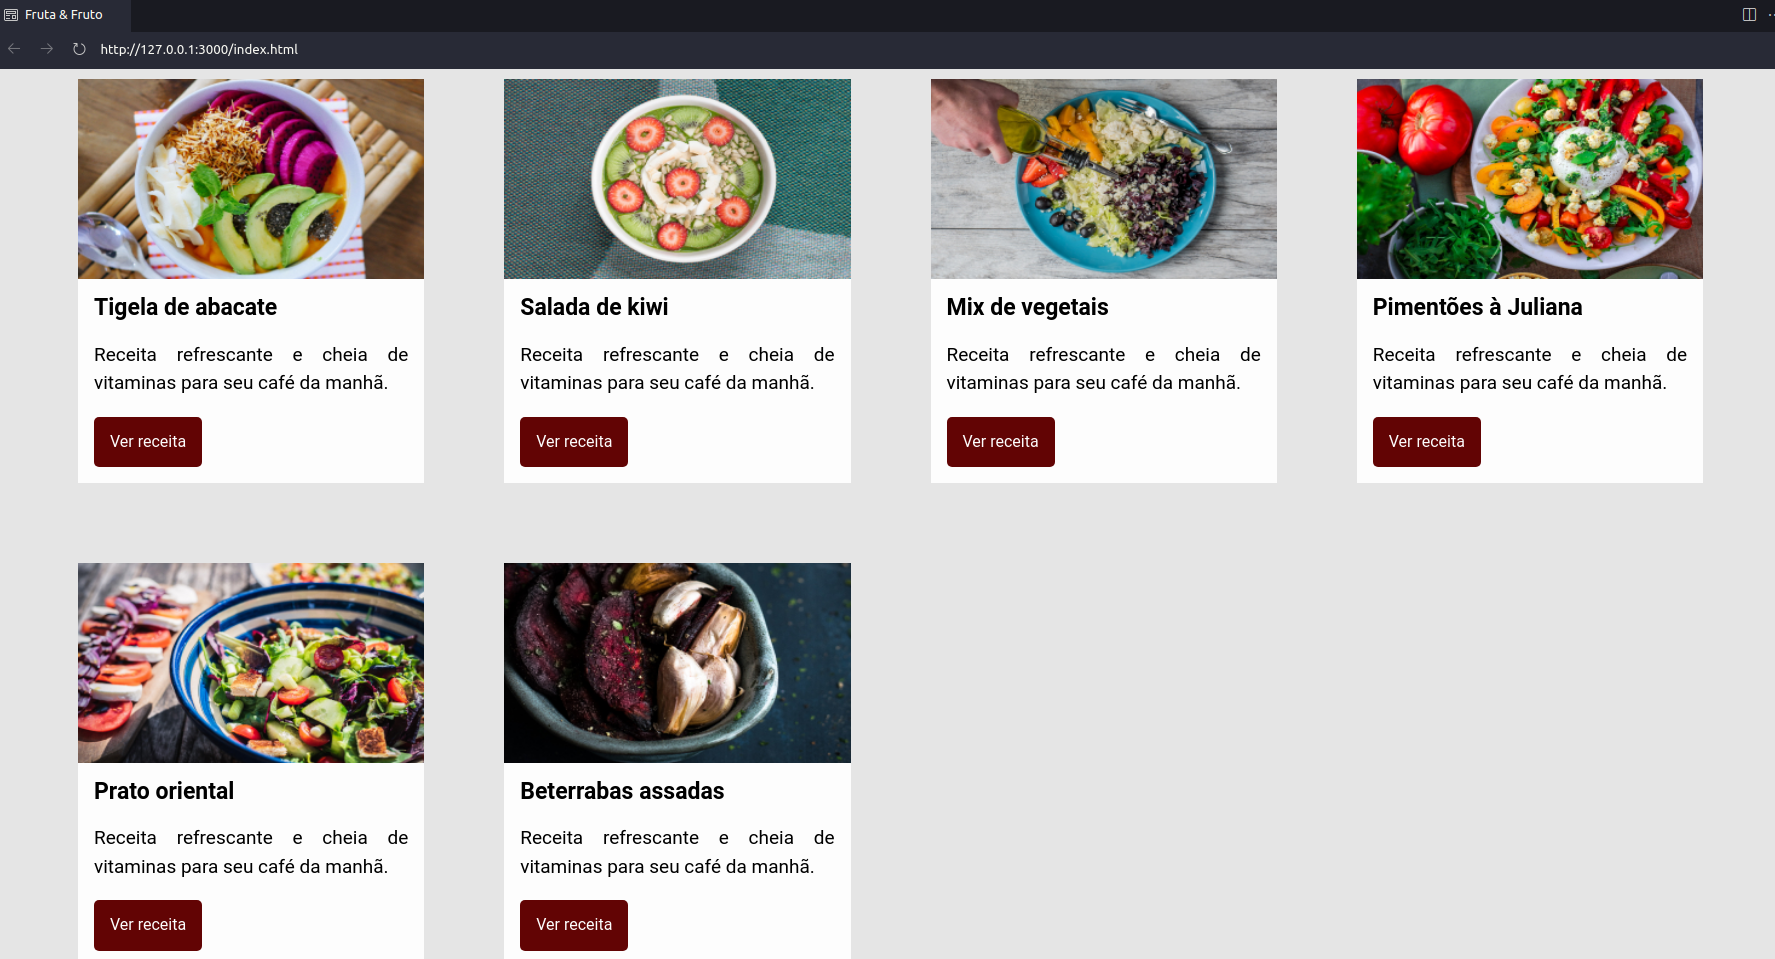 Fruta & Fruto
http://127.0.0.1:3000/index.html
Tigela de abacate
Receita refrescante e cheia de
vitaminas para seu café da manhã.
Ver receita
Salada de kiwi
Receita refrescante e cheia de
vitaminas para seu café da manhã.
Ver receita
Mix de vegetais
Receita refrescante e cheia de
vitaminas para seu café da manhã.
Ver receita
Pimentões à Juliana
Receita refrescante e cheia de
vitaminas para seu café da manhã.
Ver receita
Prato oriental
Receita refrescante e cheia de
vitaminas para seu café da manhã.
Ver receita
Beterrabas assadas
Receita refrescante e cheia de
vitaminas para seu café da manhã.
Ver receita